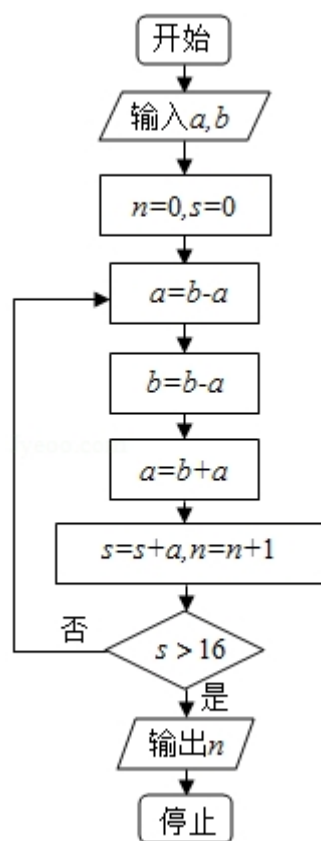 开始
输入a,b
n=0,s=0
a=b-a
b=b-a
a=b+a
s=s+a,n=n+1
否
s>16
是
输出n
停止